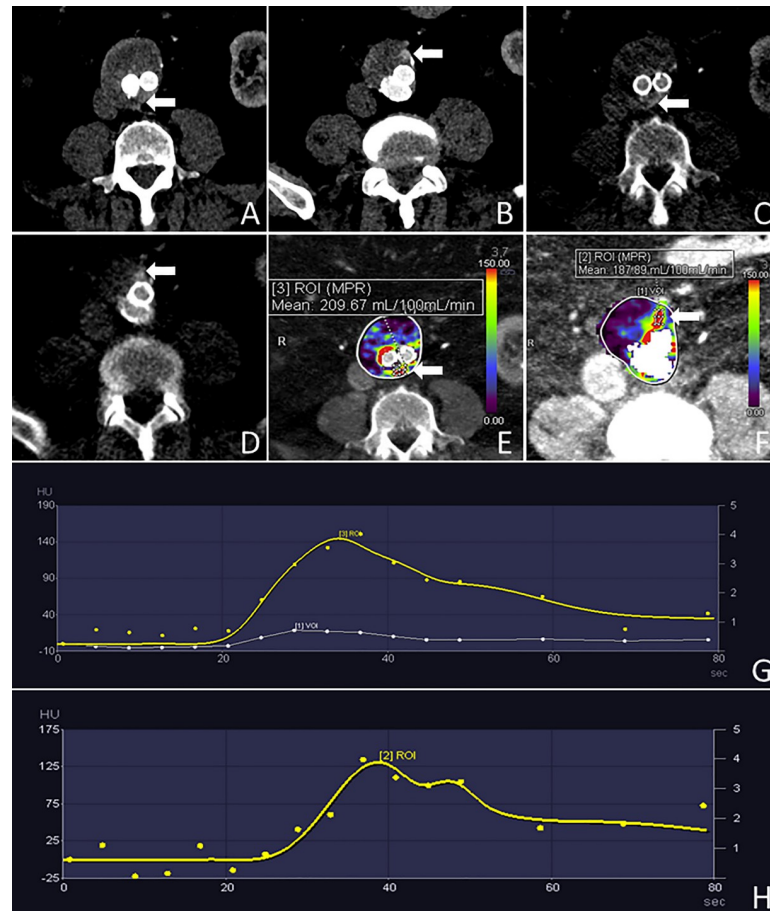 A
B
C
D
3.7
150.00
[3] ROI (MPR)
Mean: 209.67 mL/100mL/min
R
0.00
E
[2] ROI (MPR)
Mean: 187.89 mL/100mL/min
[1] VOI
150.00
R
0.00
F
HU
190
140
90
40
-10
[3] ROI
[1] VOI
5
4
3
2
1
0
20
40
60
80
sec
G
HU
175
125
75
25
-25
[2] ROI
5
4
3
2
1
0
20
40
60
80
sec
H